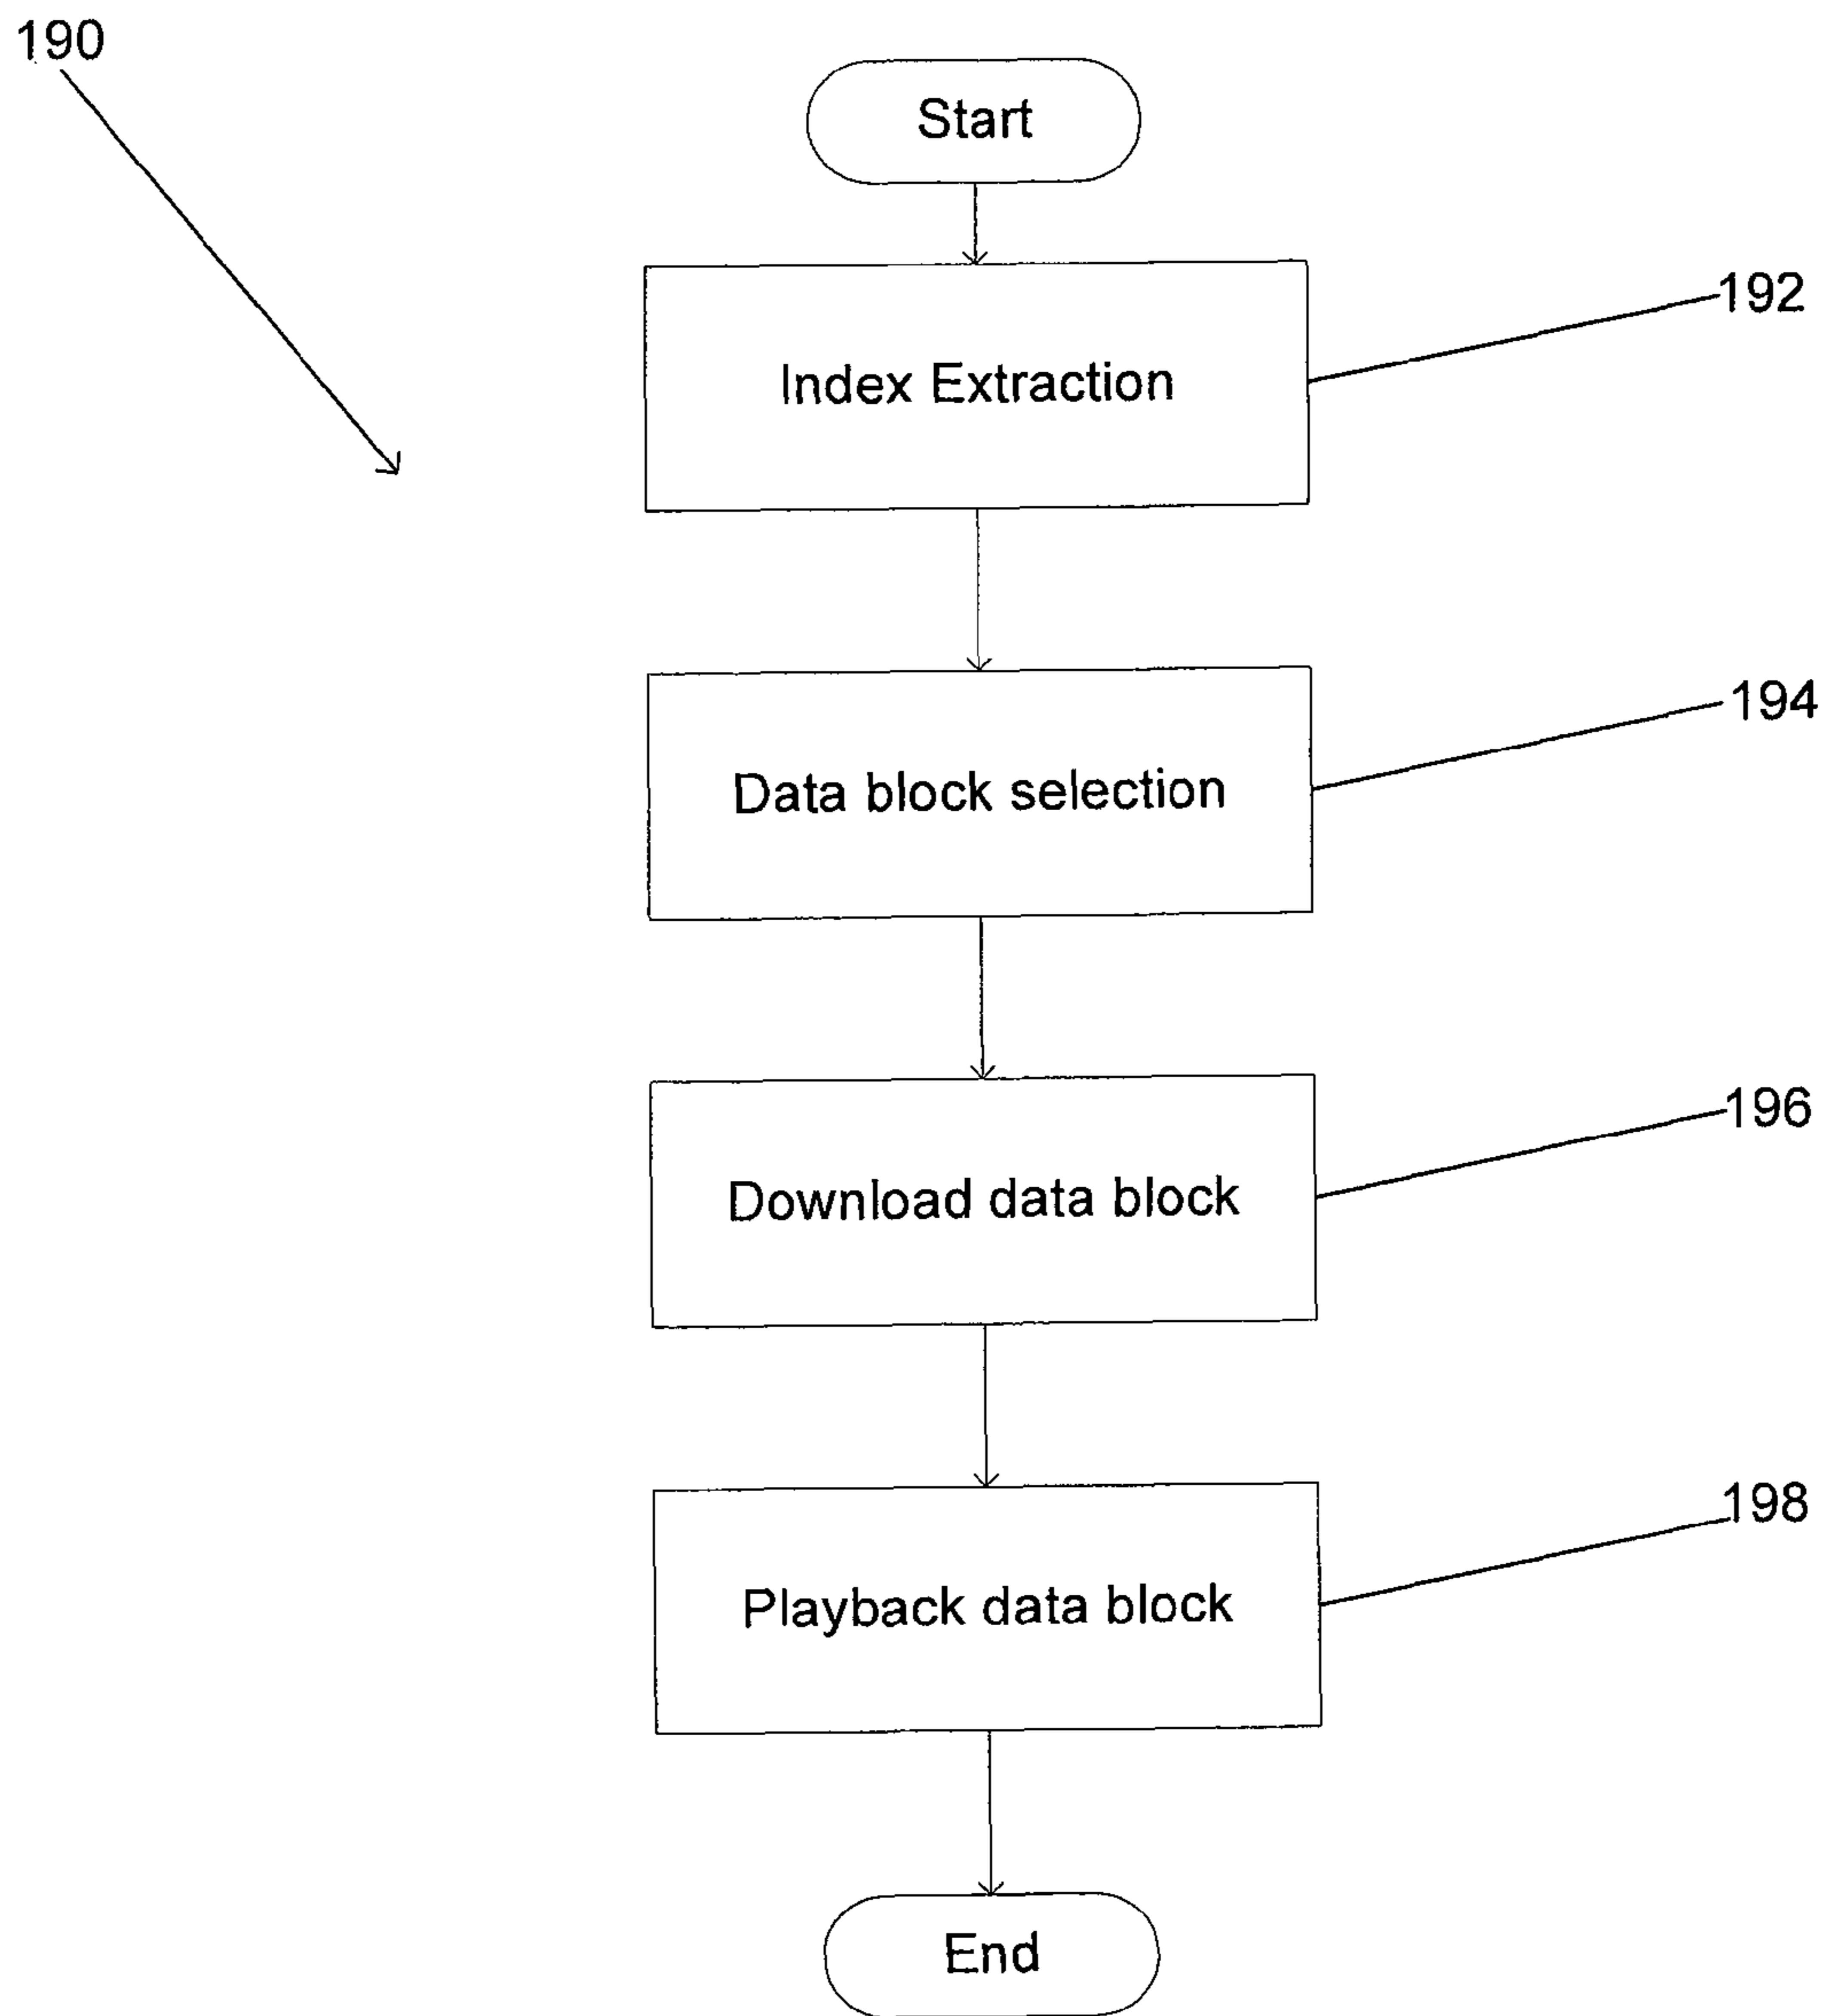 190
Start
Index Extraction
192
Data block selection
194
Download data block
196
Playback data block
198
End